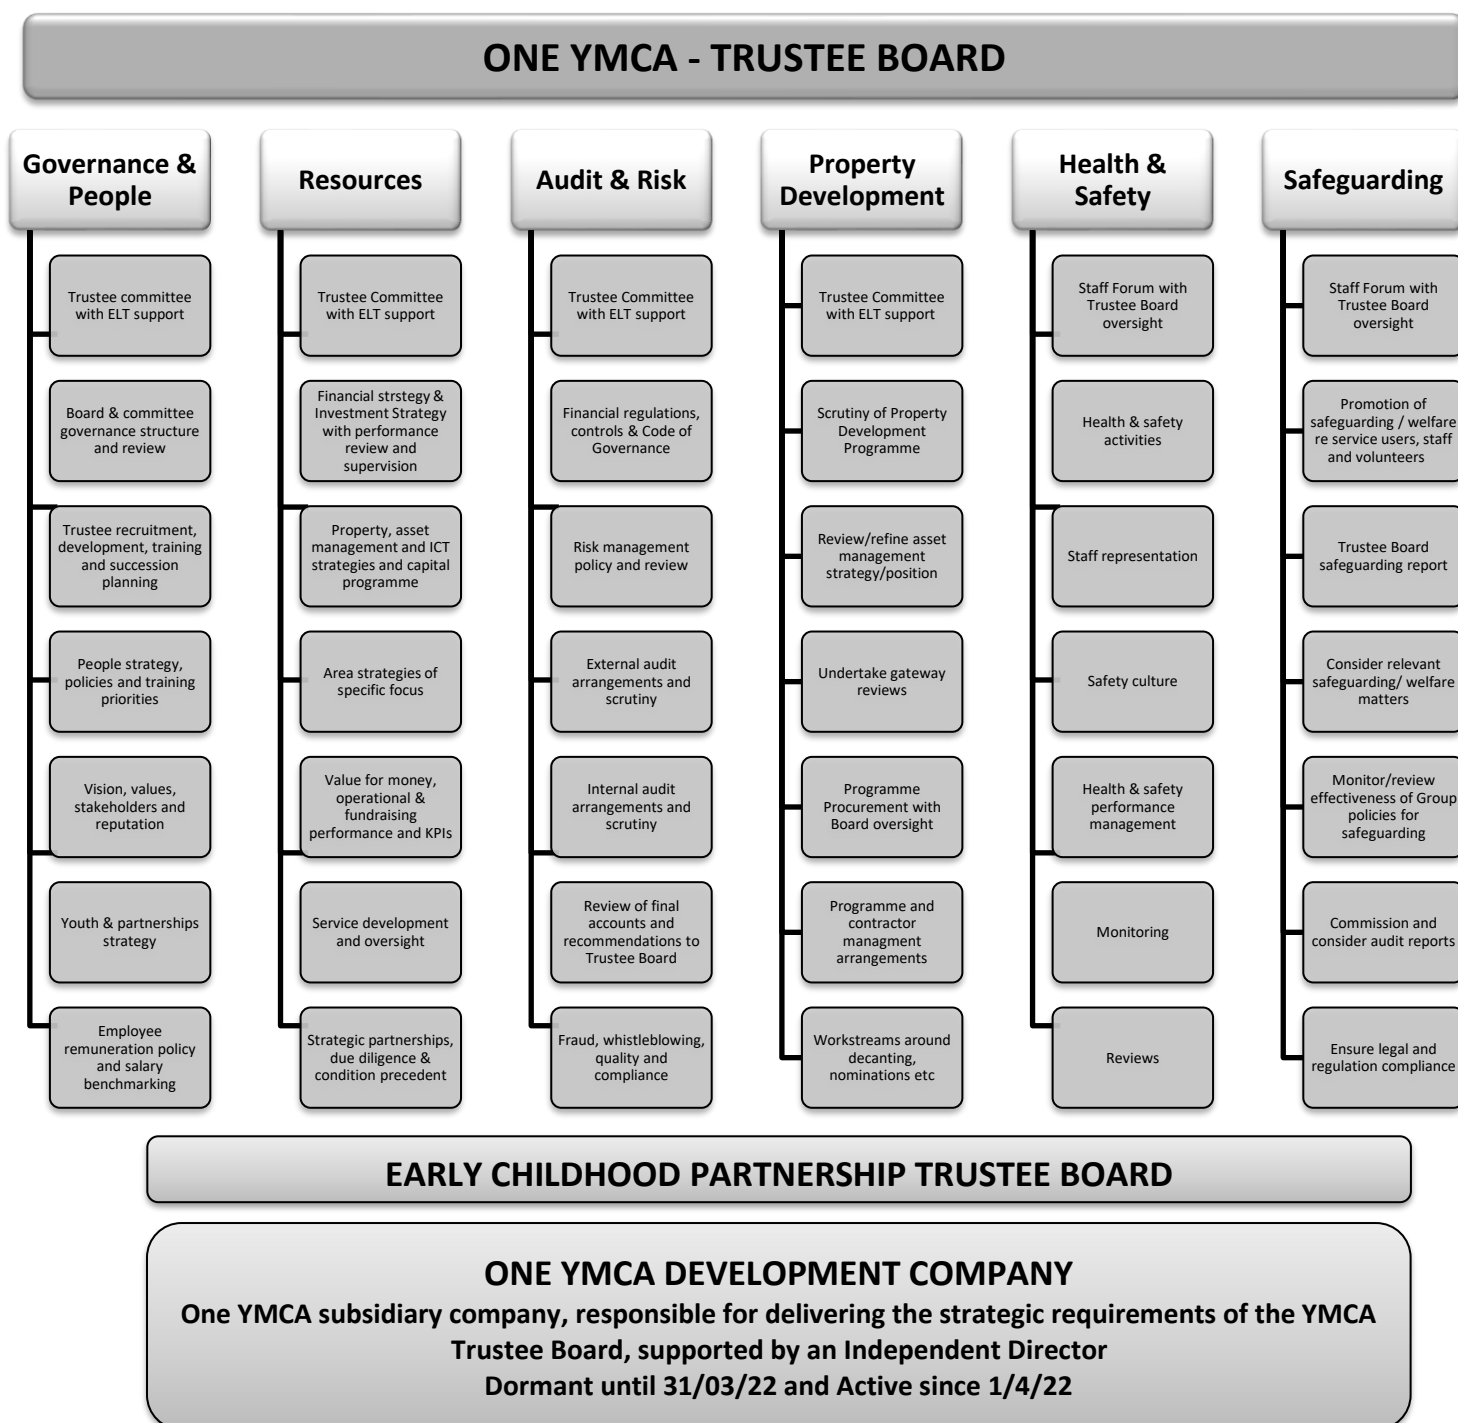 ONE YMCA - TRUSTEE BOARD
Governance &
People
Trustee committee
with ELT support
Board & committee
governance structure
and review
Trustee recruitment,
development, training
and succession
planning
People strategy,
policies and training
priorities
Vision, values,
stakeholders and
reputation
Youth & partnerships
strategy
Employee
remuneration policy
and salary
benchmarking
Resources
Trustee Committee
with ELT support
Financial strstegy &
Investment Strategy
with performance
review and
supervision
Property, asset
management and ICT
strategies and capital
programme
Area strategies of
specific focus
Value for money,
operational &
fundraising
performance and KPIs
Service development
and oversight
Strategic partnerships,
due diligence &
condition precedent
Audit & Risk
Trustee Committee
with ELT support
Financial regulations,
controls & Code of
Governance
Risk management
policy and review
External audit
arrangements and
scrutiny
Internal audit
arrangements and
scrutiny
Review of final
accounts and
recommendations to
Trustee Board
Fraud, whistleblowing,
quality and
compliance
Property
Development
Trustee Committee
with ELT support
Scrutiny of Property
Development
Programme
Review/refine asset
management
strategy/position
Undertake gateway
reviews
Programme
Procurement with
Board oversight
Programme and
contractor
managment
arrangements
Workstreams around
decanting,
nominations etc
Health &
Safety
Staff Forum with
Trustee Board
oversight
Health & safety
activities
Staff representation
Safety culture
Health & safety
performance
management
Monitoring
Reviews
Safeguarding
Staff Forum with
Trustee Board
oversight
Promotion of
safeguarding / welfare
re service users, staff
and volunteers
Trustee Board
safeguarding report
Consider relevant
safeguarding/ welfare
matters
Monitor/review
effectiveness of Group
policies for
safeguarding
Commission and
consider audit reports
Ensure legal and
regulation compliance
EARLY CHILDHOOD PARTNERSHIP TRUSTEE BOARD
ONE YMCA DEVELOPMENT COMPANY
One YMCA subsidiary company, responsible for delivering the strategic requirements of the YMCA
Trustee Board, supported by an Independent Director
Dormant until 31/03/22 and Active since 1/4/22